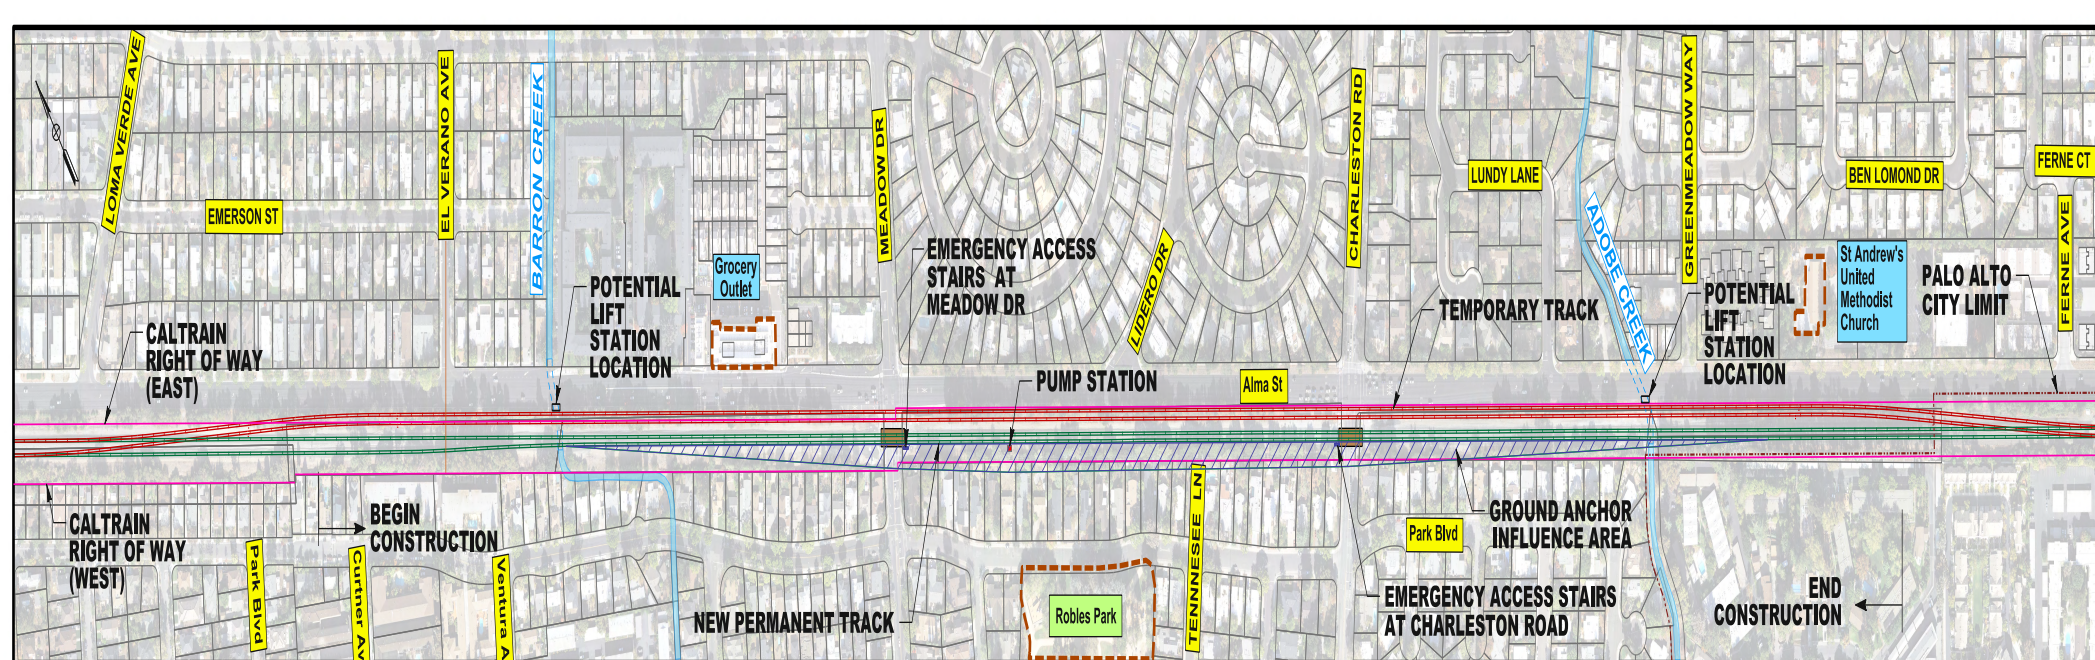 LOMA VERDE AVE
EMERSON ST
EL VERANO AVE
BARRON CREEK
MEADOW DR
Grocery
Outlet
LIDERO DR
CHARLESTON RD
LUNDY LANE
ADOBE CREEK
GREENMEADOW WAY
BEN LOMOND DR
FERNE CT
FERNE AVE
St Andrew's
United
Methodist
Church
PALO ALTO
CITY LIMIT
CALTRAIN
RIGHT OF WAY
(EAST)
POTENTIAL
LIFT
STATION
LOCATION
EMERGENCY ACCESS
STAIRS AT
MEADOW DR
PUMP STATION
Alma St
TEMPORARY TRACK
POTENTIAL
LIFT
STATION
LOCATION
CALTRAIN
RIGHT OF WAY
(WEST)
BEGIN
CONSTRUCTION
Park Blvd
Curtner Av
Ventura A
NEW PERMANENT TRACK
Robles Park
TENNESEE LN
Park Blvd
GROUND ANCHOR
INFLUENCE AREA
EMERGENCY ACCESS STAIRS
AT CHARLESTON ROAD
END
CONSTRUCTION